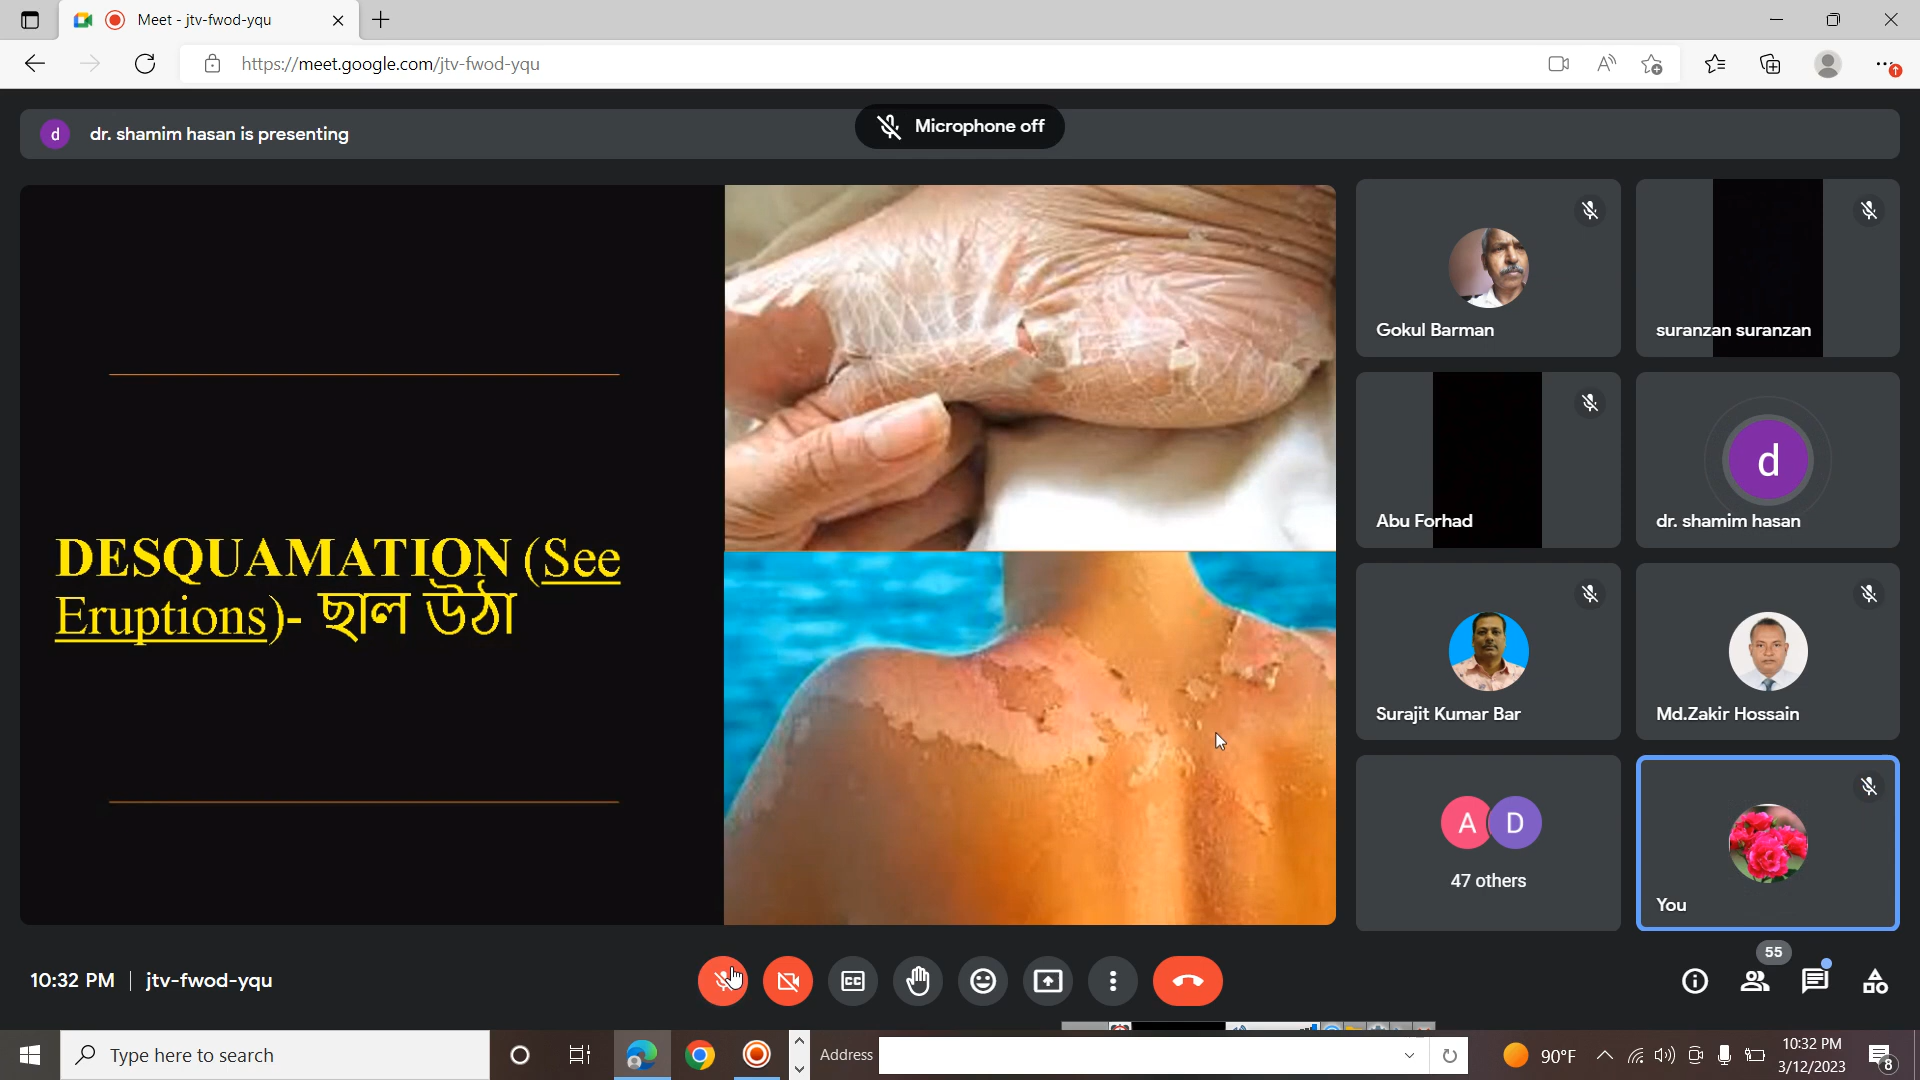 Meet - jtv-fwod-yqu
https://meet.google.com/jtv-fwod-yqu
d dr. shamim hasan is presenting
Microphone off
DESQUAMATION (See
Eruptions)- ছাল উঠা
Gokul Barman
suranzan suranzan
Abu Forhad
d
dr. shamim hasan
Surajit Kumar Bar
Md.Zakir Hossain
A D
47 others
You
10:32 PM | jtv-fwod-yqu
CC
55
Type here to search
Address
90°F
10:32 PM
3/12/2023
8